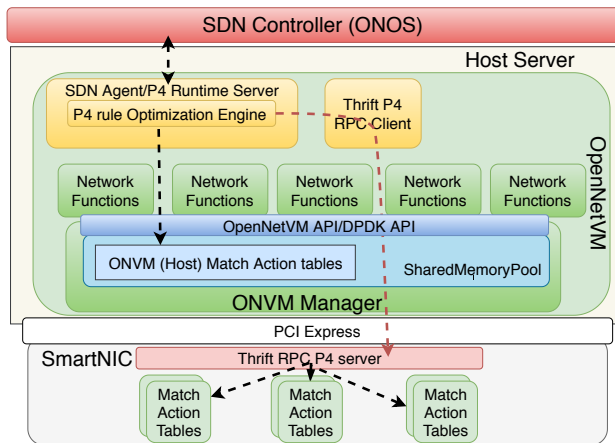 SDN Controller (ONOS)
Host Server
SDN Agent/P4 Runtime Server
P4 rule Optimization Engine
Thrift P4
RPC Client
OpenNetVM
Network
Functions
Network
Functions
Network
Functions
Network
Functions
Network
Functions
OpenNetVM API/DPDK API
ONVM (Host) Match Action tables
SharedMemoryPool
ONVM Manager
PCI Express
SmartNIC
Thrift RPC P4 server
Match
Action
Tables
Match
Action
Tables
Match
Action
Tables